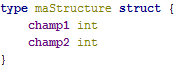 type maStructure struct {
    champ1 int
    champ2 int
}